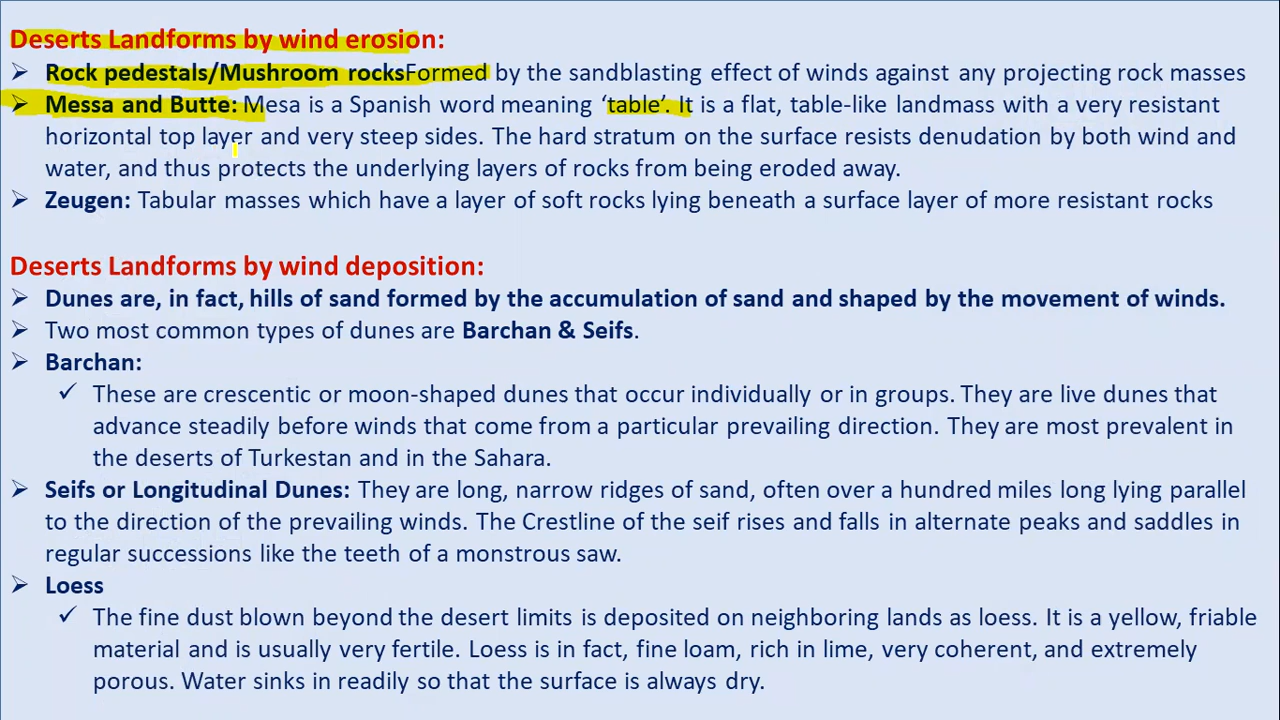 Deserts Landforms by wind erosion:
➢ Rock pedestals/Mushroom rocksFormed by the sandblasting effect of winds against any projecting rock masses
➢ Messa and Butte: Mesa is a Spanish word meaning ‘table’. It is a flat, table-like landmass with a very resistant
horizontal top layer and very steep sides. The hard stratum on the surface resists denudation by both wind and
water, and thus protects the underlying layers of rocks from being eroded away.
➢ Zeugen: Tabular masses which have a layer of soft rocks lying beneath a surface layer of more resistant rocks
Deserts Landforms by wind deposition:
➢ Dunes are, in fact, hills of sand formed by the accumulation of sand and shaped by the movement of winds.
➢ Two most common types of dunes are Barchan & Seifs.
➢ Barchan:
✓ These are crescentic or moon-shaped dunes that occur individually or in groups. They are live dunes that
advance steadily before winds that come from a particular prevailing direction. They are most prevalent in
the deserts of Turkestan and in the Sahara.
➢ Seifs or Longitudinal Dunes: They are long, narrow ridges of sand, often over a hundred miles long lying parallel
to the direction of the prevailing winds. The Crestline of the seif rises and falls in alternate peaks and saddles in
regular successions like the teeth of a monstrous saw.
➢ Loess
✓ The fine dust blown beyond the desert limits is deposited on neighboring lands as loess. It is a yellow, friable
material and is usually very fertile. Loess is in fact, fine loam, rich in lime, very coherent, and extremely
porous. Water sinks in readily so that the surface is always dry.